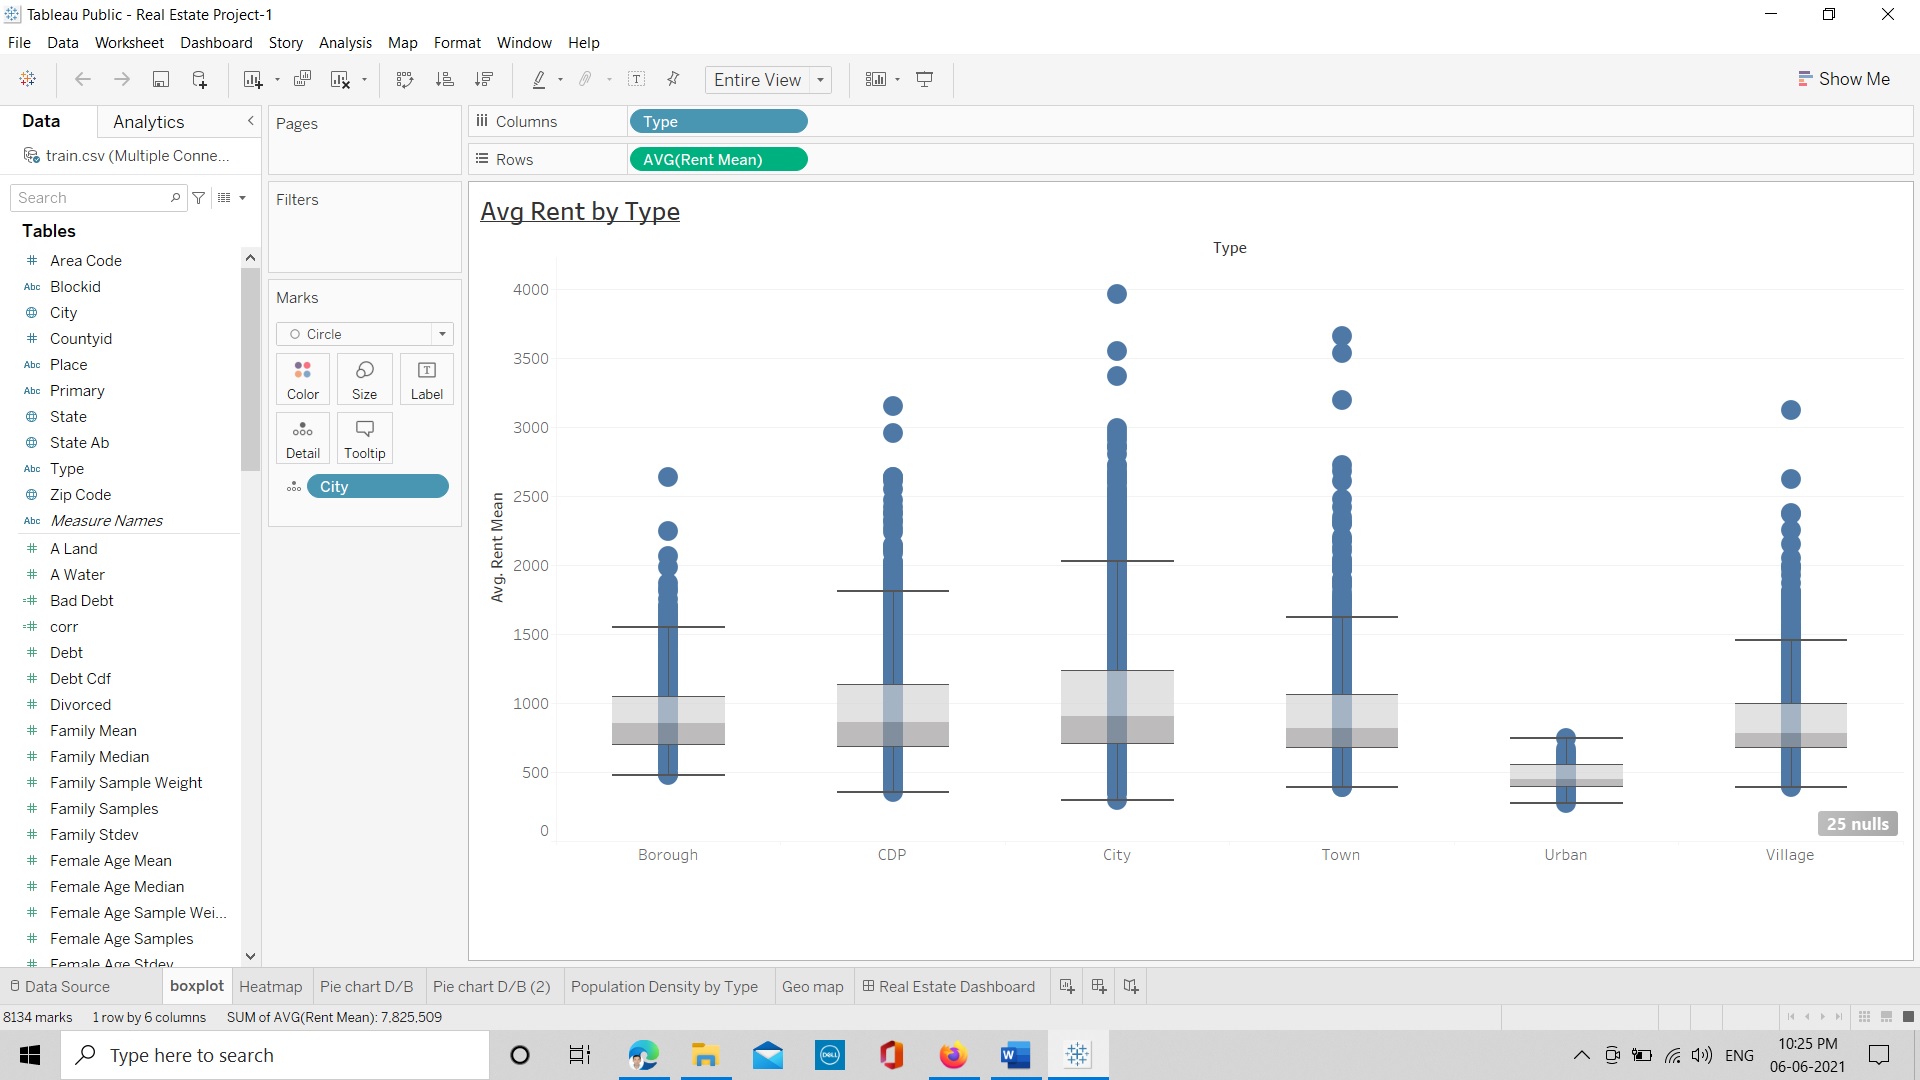 Tableau Public - Real Estate Project-1
File Data Worksheet Dashboard Story Analysis Map Format Window Help
Entire View
Show Me
Data Analytics
train.csv (Multiple Conne...
Search
Tables
# Area Code
Abc Blockid
City
# Countyid
Abc Place
Abc Primary
State
State Ab
Abc Type
Zip Code
Abc Measure Names
# A Land
# A Water
=# Bad Debt
=# corr
# Debt
# Debt Cdf
# Divorced
# Family Mean
# Family Median
# Family Sample Weight
# Family Samples
# Family Stdev
# Female Age Mean
# Female Age Median
# Female Age Sample Wei...
# Female Age Samples
# Female Age Stdev
Pages
Filters
Marks
Circle
Color Size Label
Detail Tooltip
City
Columns Type
Rows AVG(Rent Mean)
Avg Rent by Type
Type
Avg. Rent Mean
4000
3500
3000
2500
2000
1500
1000
500
0
25 nulls
Borough CDP City Town Urban Village
Data Source boxplot Heatmap Pie chart D/B Pie chart D/B (2) Population Density by Type Geo map Real Estate Dashboard
8134 marks 1 row by 6 columns SUM of AVG(Rent Mean): 7,825,509
Type here to search
DELL
W
ENG
10:25 PM
06-06-2021